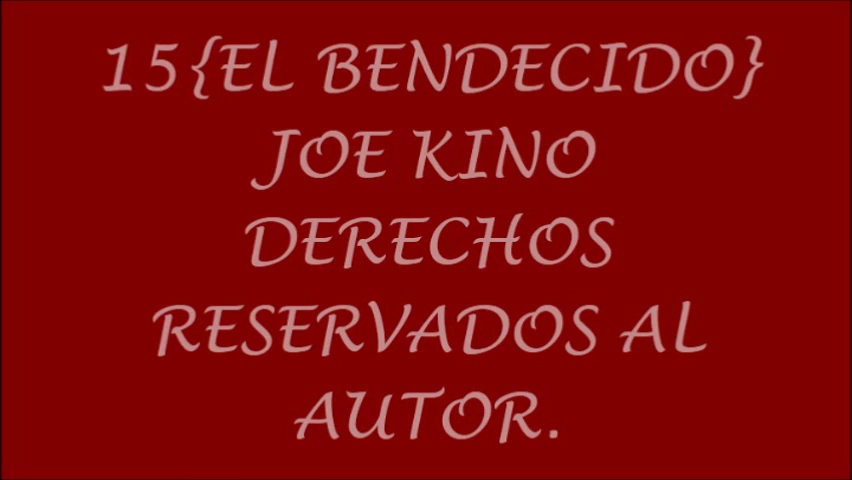 15{EL BENDECIDO}
JOE KINO
DERECHOS
RESERVADOS AL
AUTOR.